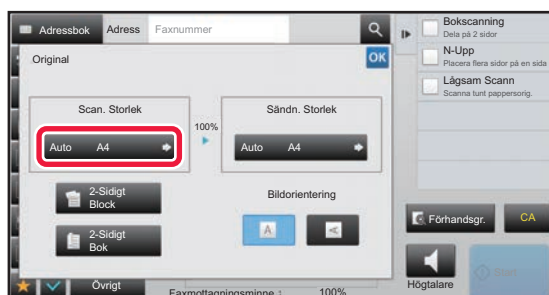 Adressbok
Adress
Faxnummer
Original
OK
Scan. Storlek
Auto A4
100%
Sändn. Storlek
Auto A4
2-Sidigt
Block
2-Sidigt
Bok
Bildorientering
A
A
Övrigt
Faxmottagningsminne : 100%
Bokscanning
Dela på 2 sidor
N-Upp
Placera flera sidor på en sida
Långsam Scann
Scanna tunt pappersorig.
Förhandsgr.
CA
Högtalare
Start